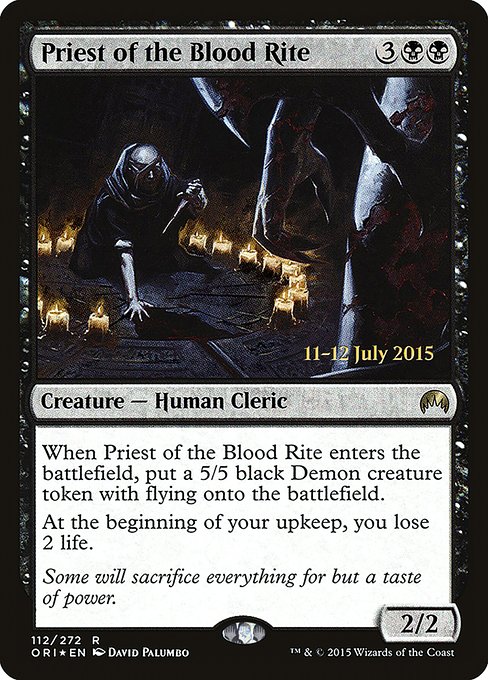 Priest of the Blood Rite 3
11–12 July 2015
Creature — Human Cleric
When Priest of the Blood Rite enters the
battlefield, put a 5/5 black Demon creature
token with flying onto the battlefield.
At the beginning of your upkeep, you lose
2 life.
Some will sacrifice everything for but a taste
of power.
2/2
112/272 R
ORI★EN David Palumbo
™ & © 2015 Wizards of the Coast